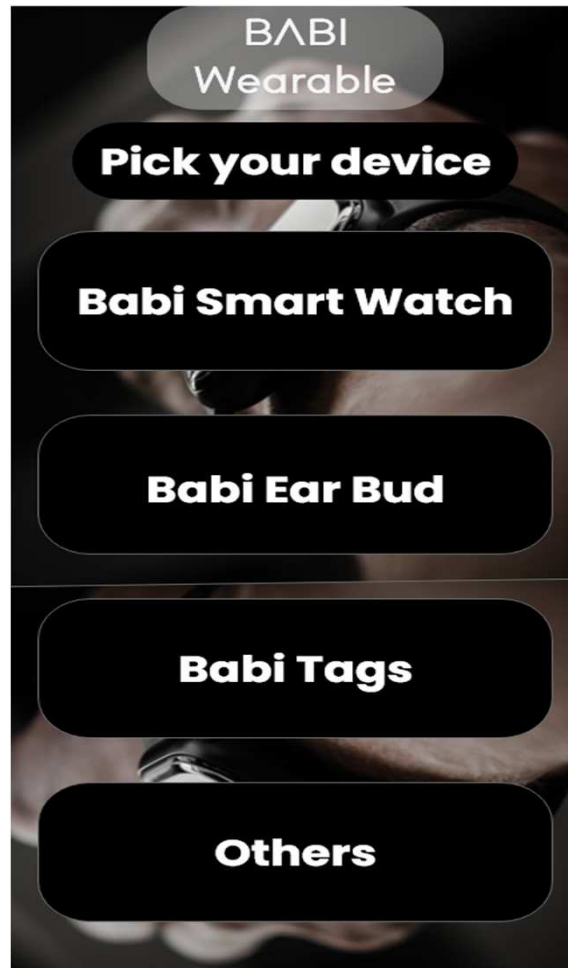 BΛBI
Wearable
Pick your device
Babi Smart Watch
Babi Ear Bud
Babi Tags
Others